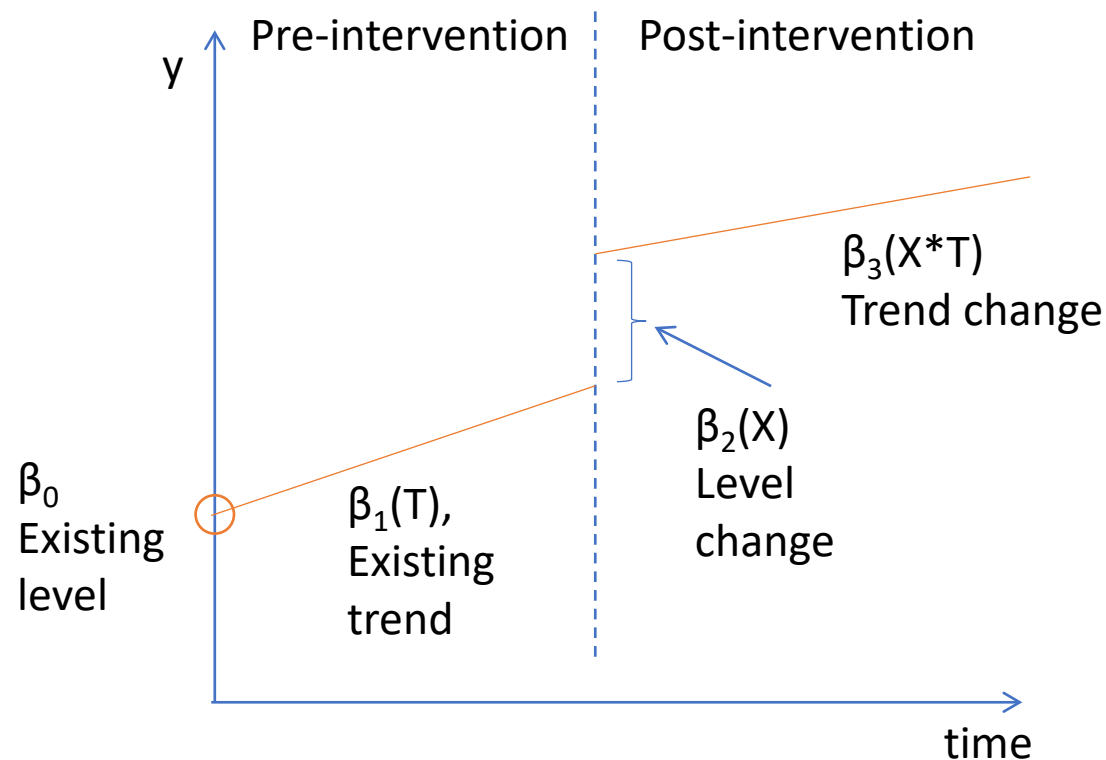 Pre-intervention
Post-intervention
y
β₃(X*T)
Trend change
β₂(X)
Level
change
β₀
Existing
level
β₁(T),
Existing
trend
time